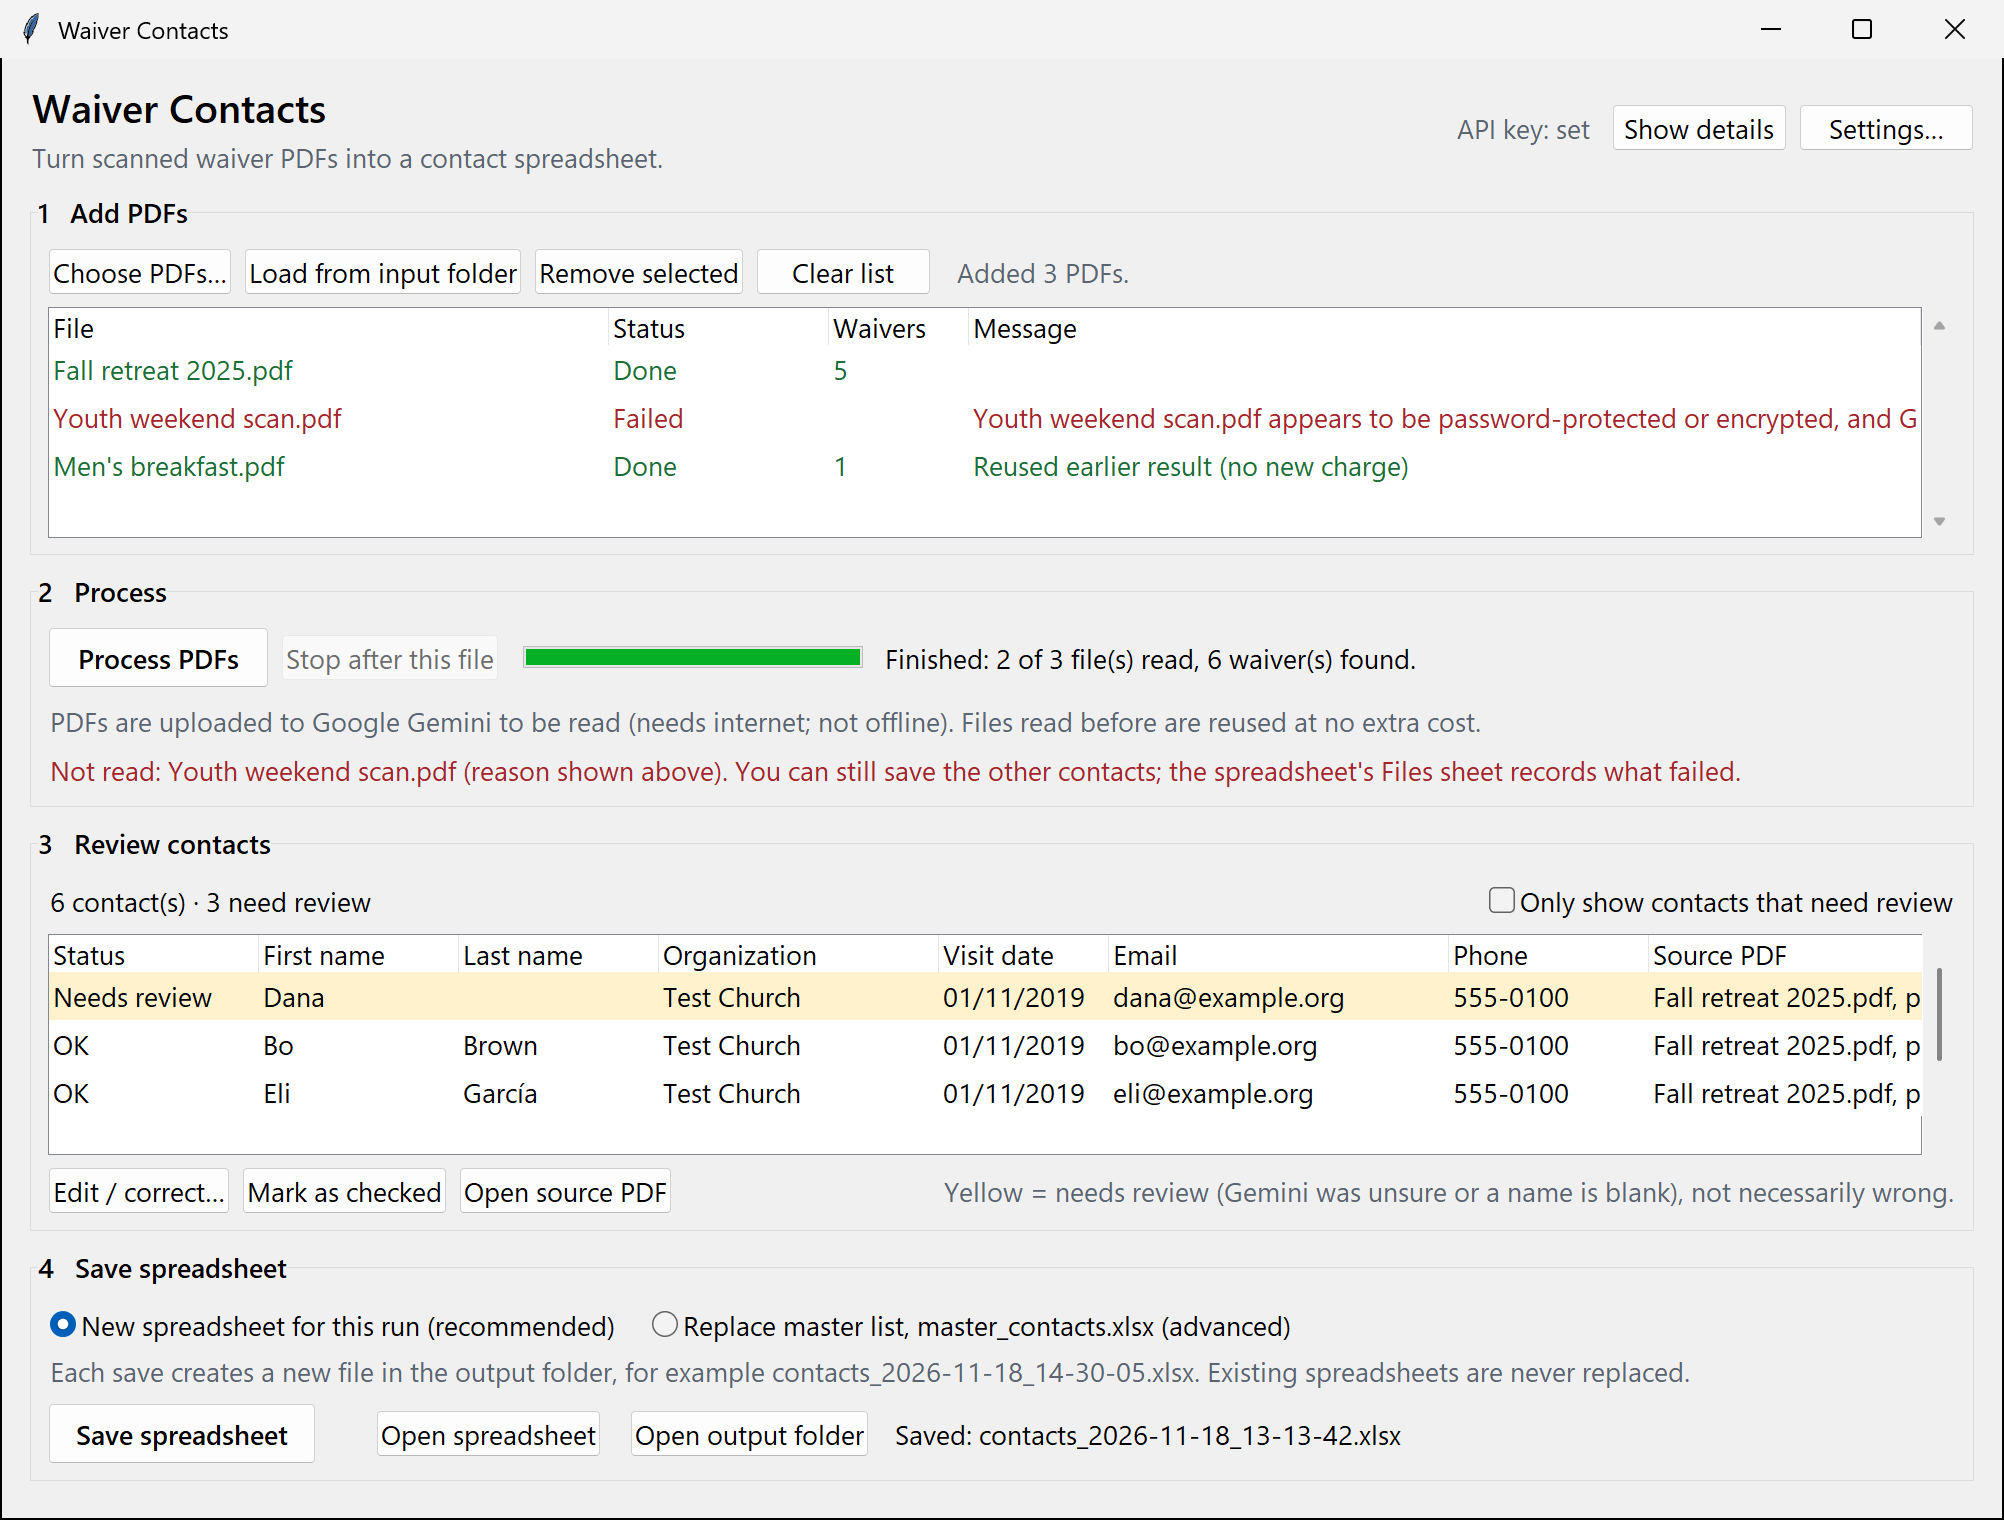 Waiver Contacts
Waiver Contacts
Turn scanned waiver PDFs into a contact spreadsheet.
API key: set Show details Settings...
1 Add PDFs
Choose PDFs... Load from input folder Remove selected Clear list Added 3 PDFs.
File Status Waivers Message
Fall retreat 2025.pdf Done 5
Youth weekend scan.pdf Failed Youth weekend scan.pdf appears to be password-protected or encrypted, and G
Men's breakfast.pdf Done 1 Reused earlier result (no new charge)
2 Process
Process PDFs Stop after this file Finished: 2 of 3 file(s) read, 6 waiver(s) found.
PDFs are uploaded to Google Gemini to be read (needs internet; not offline). Files read before are reused at no extra cost.
Not read: Youth weekend scan.pdf (reason shown above). You can still save the other contacts; the spreadsheet's Files sheet records what failed.
3 Review contacts
6 contact(s) · 3 need review Only show contacts that need review
Status First name Last name Organization Visit date Email Phone Source PDF
Needs review Dana Test Church 01/11/2019 dana@example.org 555-0100 Fall retreat 2025.pdf, p
OK Bo Brown Test Church 01/11/2019 bo@example.org 555-0100 Fall retreat 2025.pdf, p
OK Eli García Test Church 01/11/2019 eli@example.org 555-0100 Fall retreat 2025.pdf, p
Edit / correct... Mark as checked Open source PDF Yellow = needs review (Gemini was unsure or a name is blank), not necessarily wrong.
4 Save spreadsheet
New spreadsheet for this run (recommended) Replace master list, master_contacts.xlsx (advanced)
Each save creates a new file in the output folder, for example contacts_2026-11-18_14-30-05.xlsx. Existing spreadsheets are never replaced.
Save spreadsheet Open spreadsheet Open output folder Saved: contacts_2026-11-18_13-13-42.xlsx